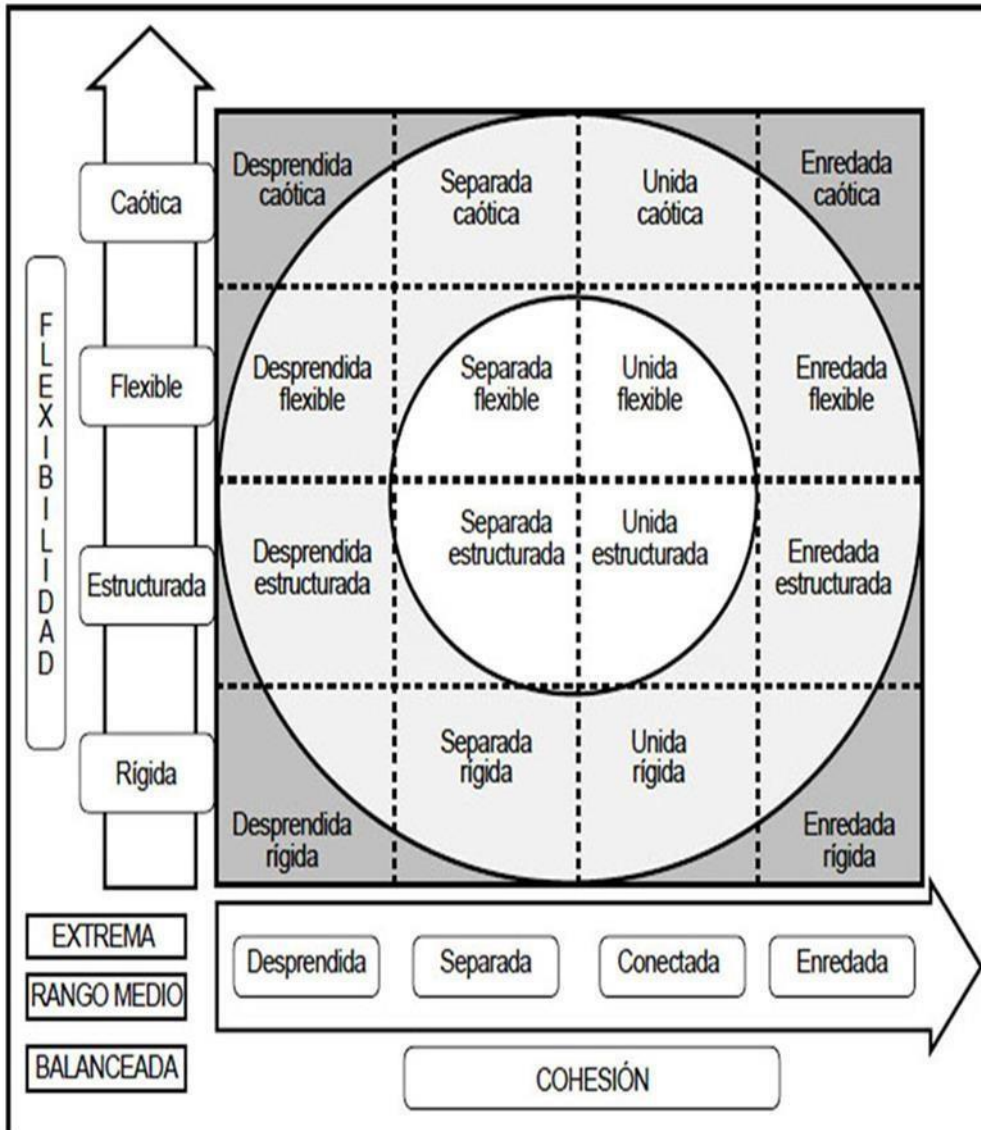 Desprendida
caótica
Separada
caótica
Unida
caótica
Enredada
caótica
Caótica
FLEXIBILIDAD
Desprendida
flexible
Separada
flexible
Unida
flexible
Enredada
flexible
Flexible
Desprendida
estructurada
Separada
estructurada
Unida
estructurada
Enredada
estructurada
Estructurada
Separada
rígida
Unida
rígida
Rígida
Desprendida
rígida
Enredada
rígida
EXTREMA
RANGO MEDIO
BALANCEADA
Desprendida
Separada
Conectada
Enredada
COHESIÓN